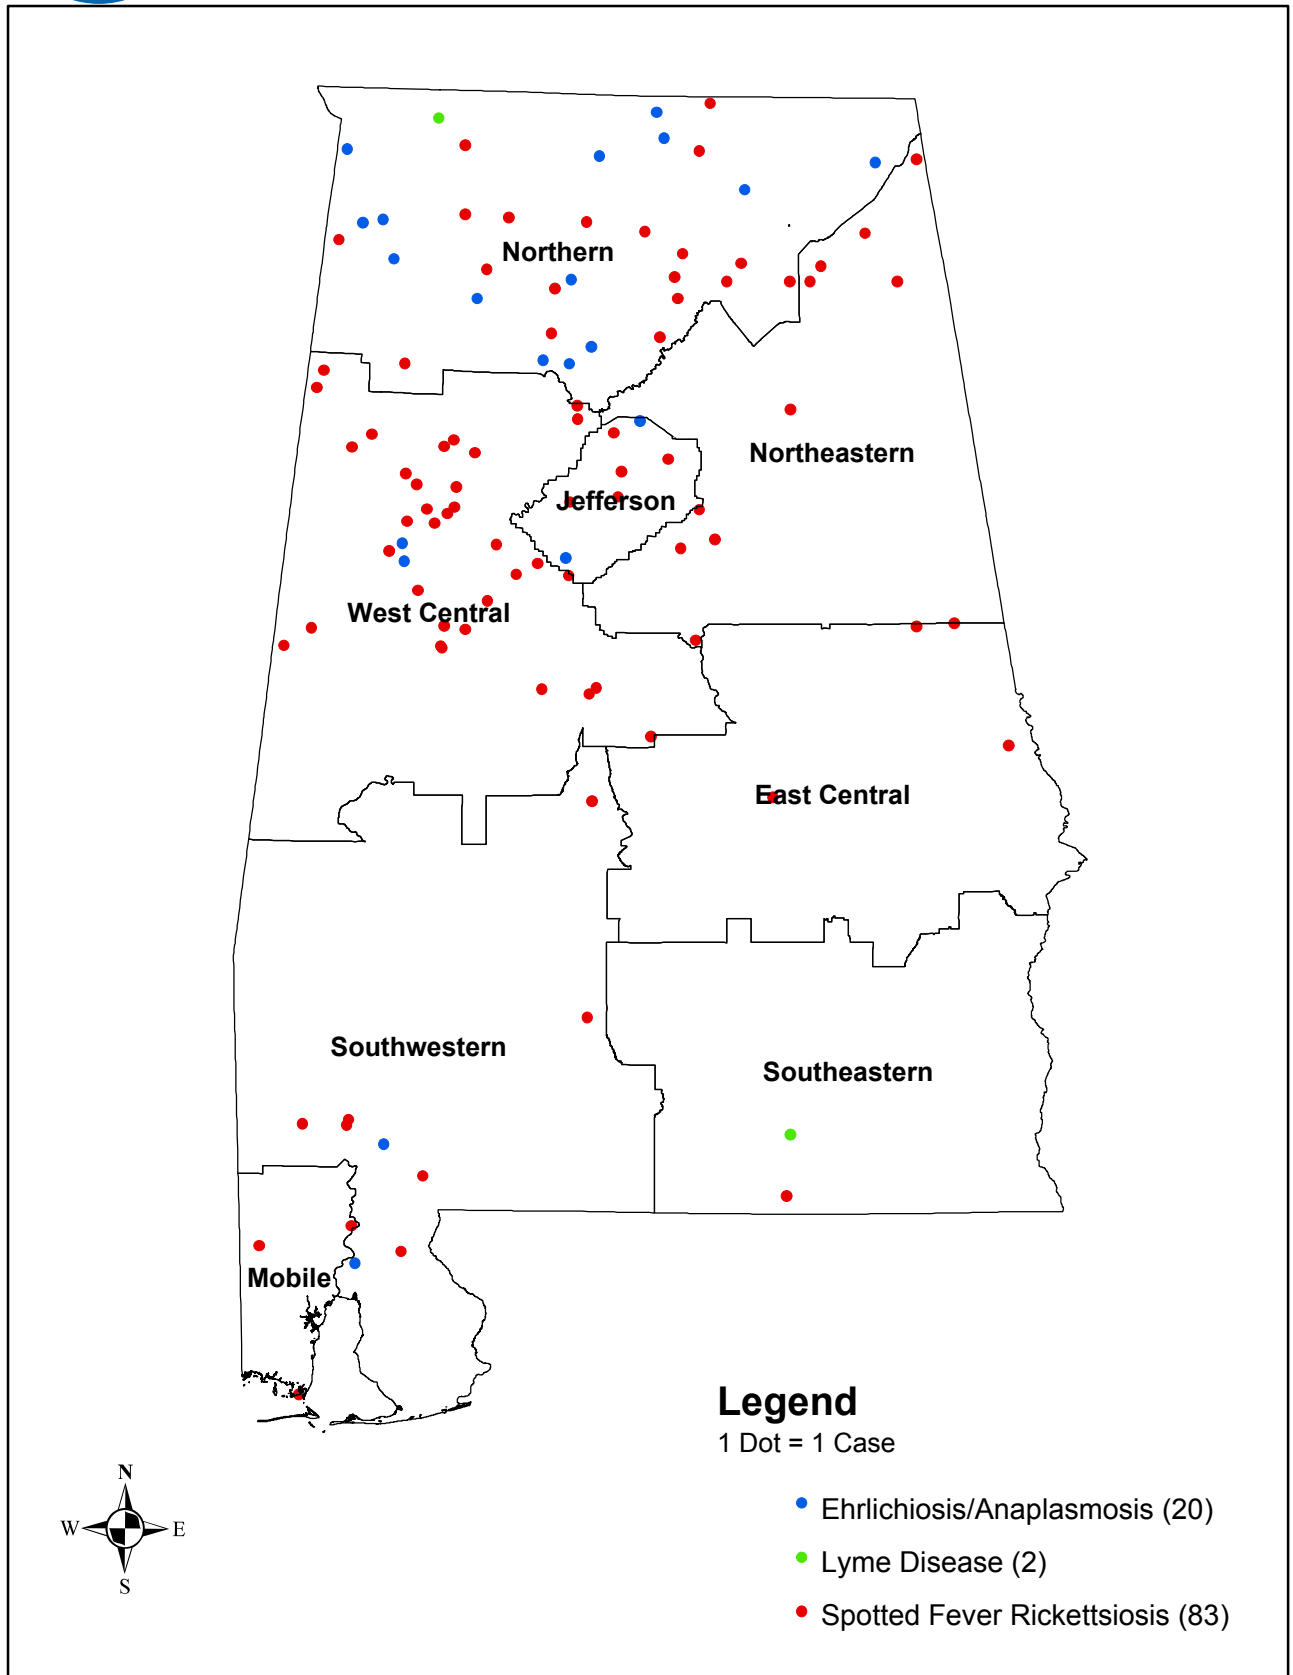 Northern
Northeastern
Jefferson
West Central
East Central
Southwestern
Southeastern
Mobile
Legend
1 Dot = 1 Case
Ehrlichiosis/Anaplasmosis (20)
Lyme Disease (2)
Spotted Fever Rickettsiosis (83)
N
W E
S